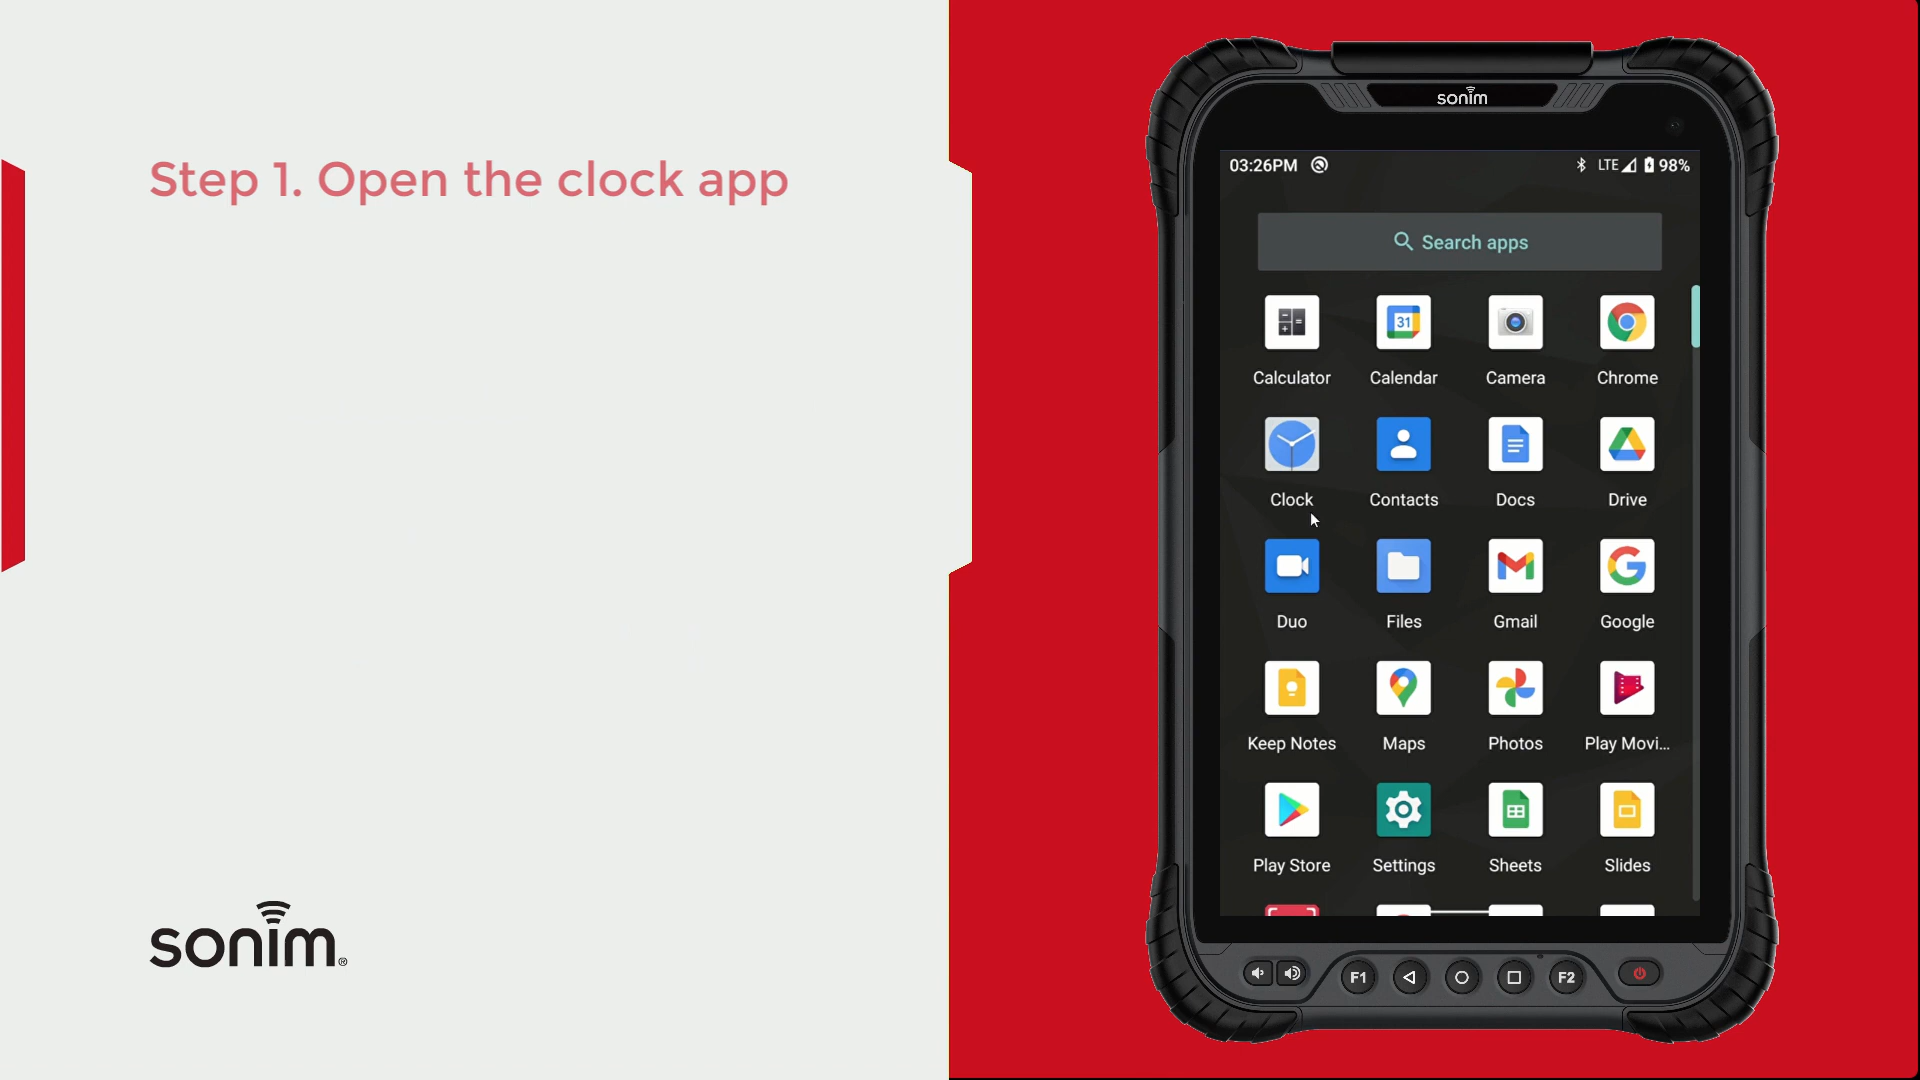 Step 1. Open the clock app
sonim®
sonim
03:26PM LTE 98%
Search apps
31
Calculator Calendar Camera Chrome
Clock Contacts Docs Drive
Duo Files Gmail Google
Keep Notes Maps Photos Play Movi...
Play Store Settings Sheets Slides
F1 F2